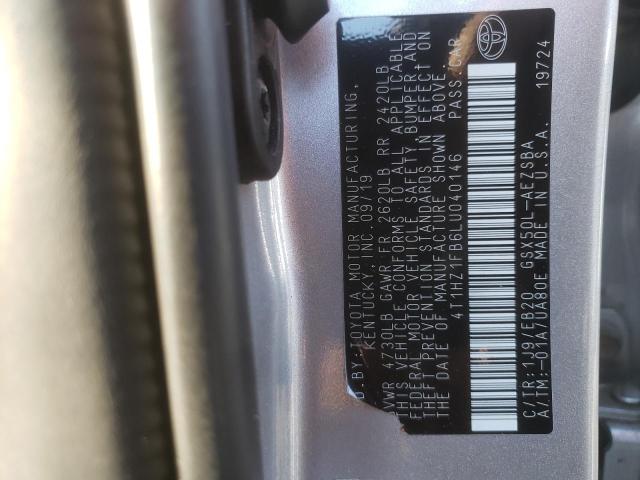 D BY: TOYOTA MOTOR MANUFACTURING,
KENTUCKY, INC. 09/19
GVWR 4730LB GAWR FR 2620LB RR 2420LB
THIS VEHICLE CONFORMS TO ALL APPLICABLE
FEDERAL MOTOR VEHICLE SAFETY, BUMPER, AND
THEFT PREVENTION STANDARDS IN EFFECT ON
THE DATE OF MANUFACTURE SHOWN ABOVE.
4T1HZ1FB6LU040146 PASS CAR
C/TR:1J9/EB20 GSX50L-AEZSBA
A/TM:-01A/UA80E MADE IN U.S.A. 19724